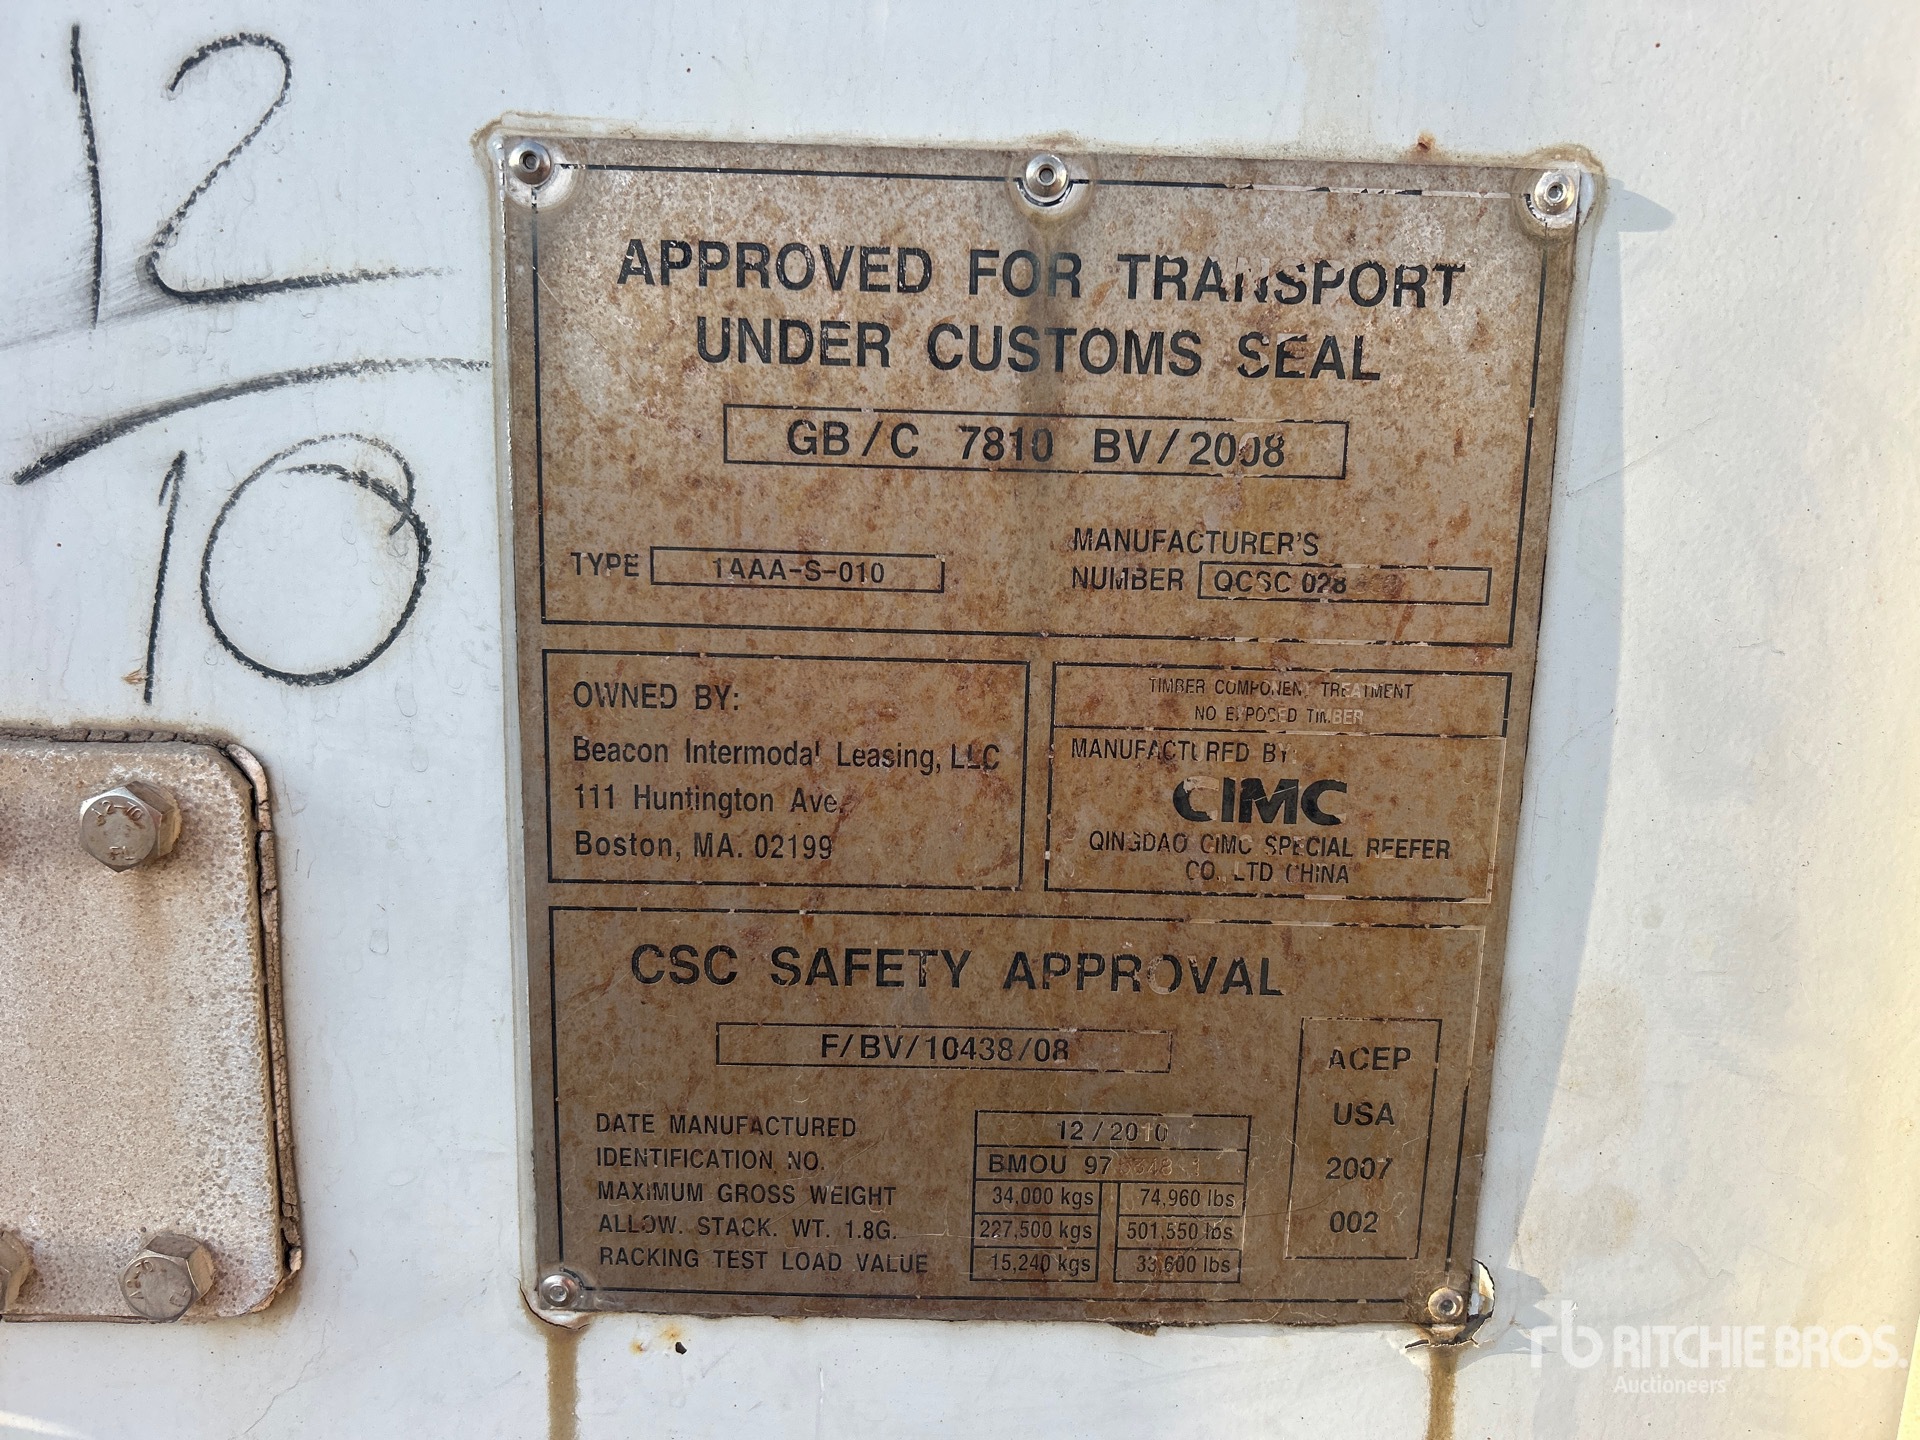 12
10
APPROVED FOR TRANSPORT
UNDER CUSTOMS SEAL
GB/C 7810 BV/2008
TYPE 1AAA-S-010
MANUFACTURER'S
NUMBER QCSC 028
OWNED BY:
Beacon Intermodal Leasing, LLC
111 Huntington Ave.
Boston, MA. 02199
TIMBER COMPONENT TREATMENT
NO EXPOSED TIMBER
MANUFACTURED BY:
CIMC
QINGDAO CIMC SPECIAL REEFER
CO. LTD CHINA
CSC SAFETY APPROVAL
F/BV/10438/08
DATE MANUFACTURED 12/2010
IDENTIFICATION NO. BMOU
MAXIMUM GROSS WEIGHT 34,000 kgs 74,960 lbs
ALLOW. STACK. WT. 1.8G. 227,500 kgs 501,550 lbs
RACKING TEST LOAD VALUE 15,240 kgs 33,600 lbs
ACEP
USA
2007
002
rb RITCHIE BROS.
Auctioneers